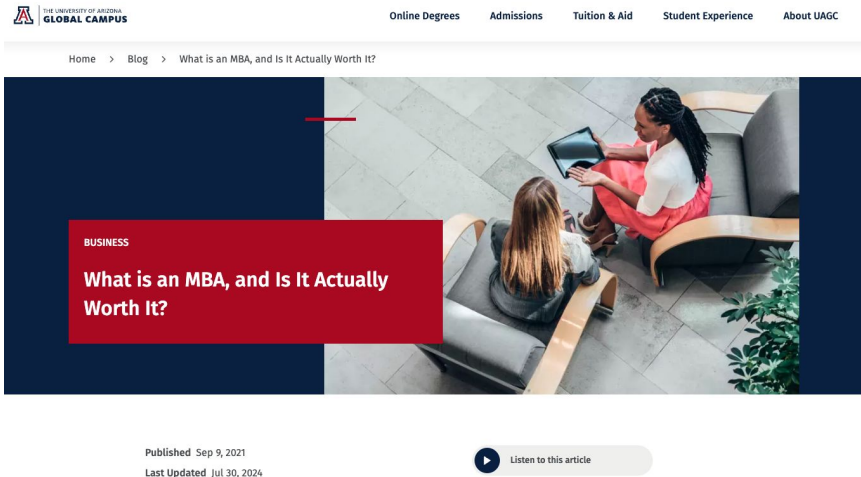 THE UNIVERSITY OF ARIZONA
GLOBAL CAMPUS
Online Degrees Admissions Tuition & Aid Student Experience About UAGC
Home > Blog > What is an MBA, and Is It Actually Worth It?
BUSINESS
What is an MBA, and Is It Actually
Worth It?
Published Sep 9, 2021
Listen to this article
Last Updated Jul 30, 2024